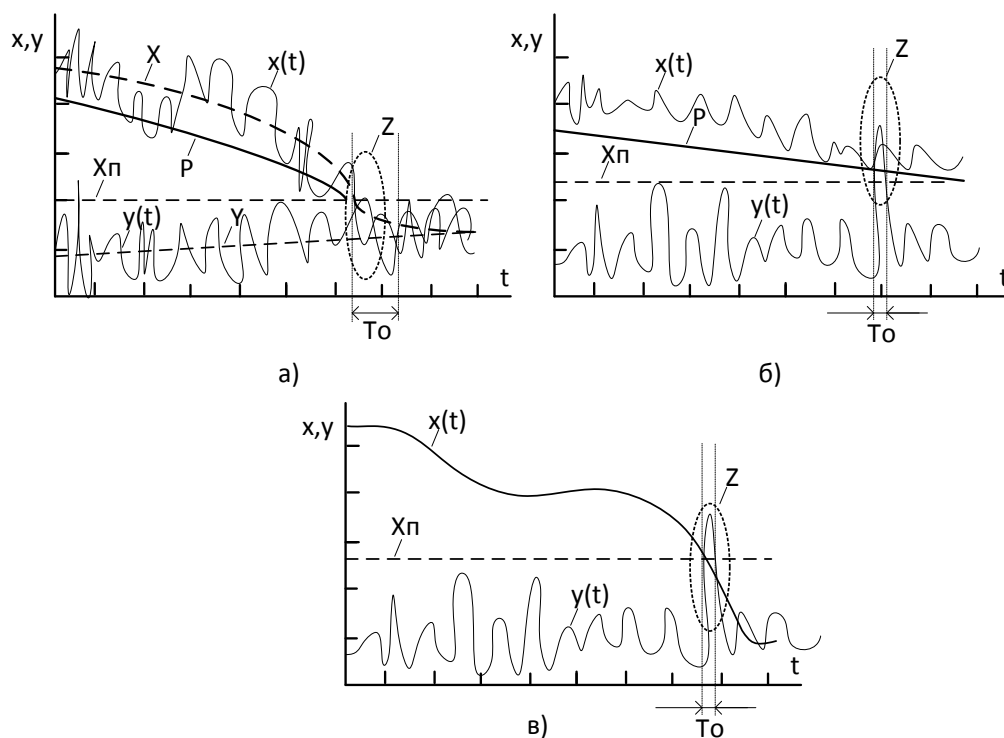 x,y
X
x(t)
Z
P
Xп
y(t)
Y
t
To
а)
x,y
x(t)
Z
P
Xп
y(t)
t
To
б)
x,y
x(t)
Z
Xп
y(t)
t
To
в)